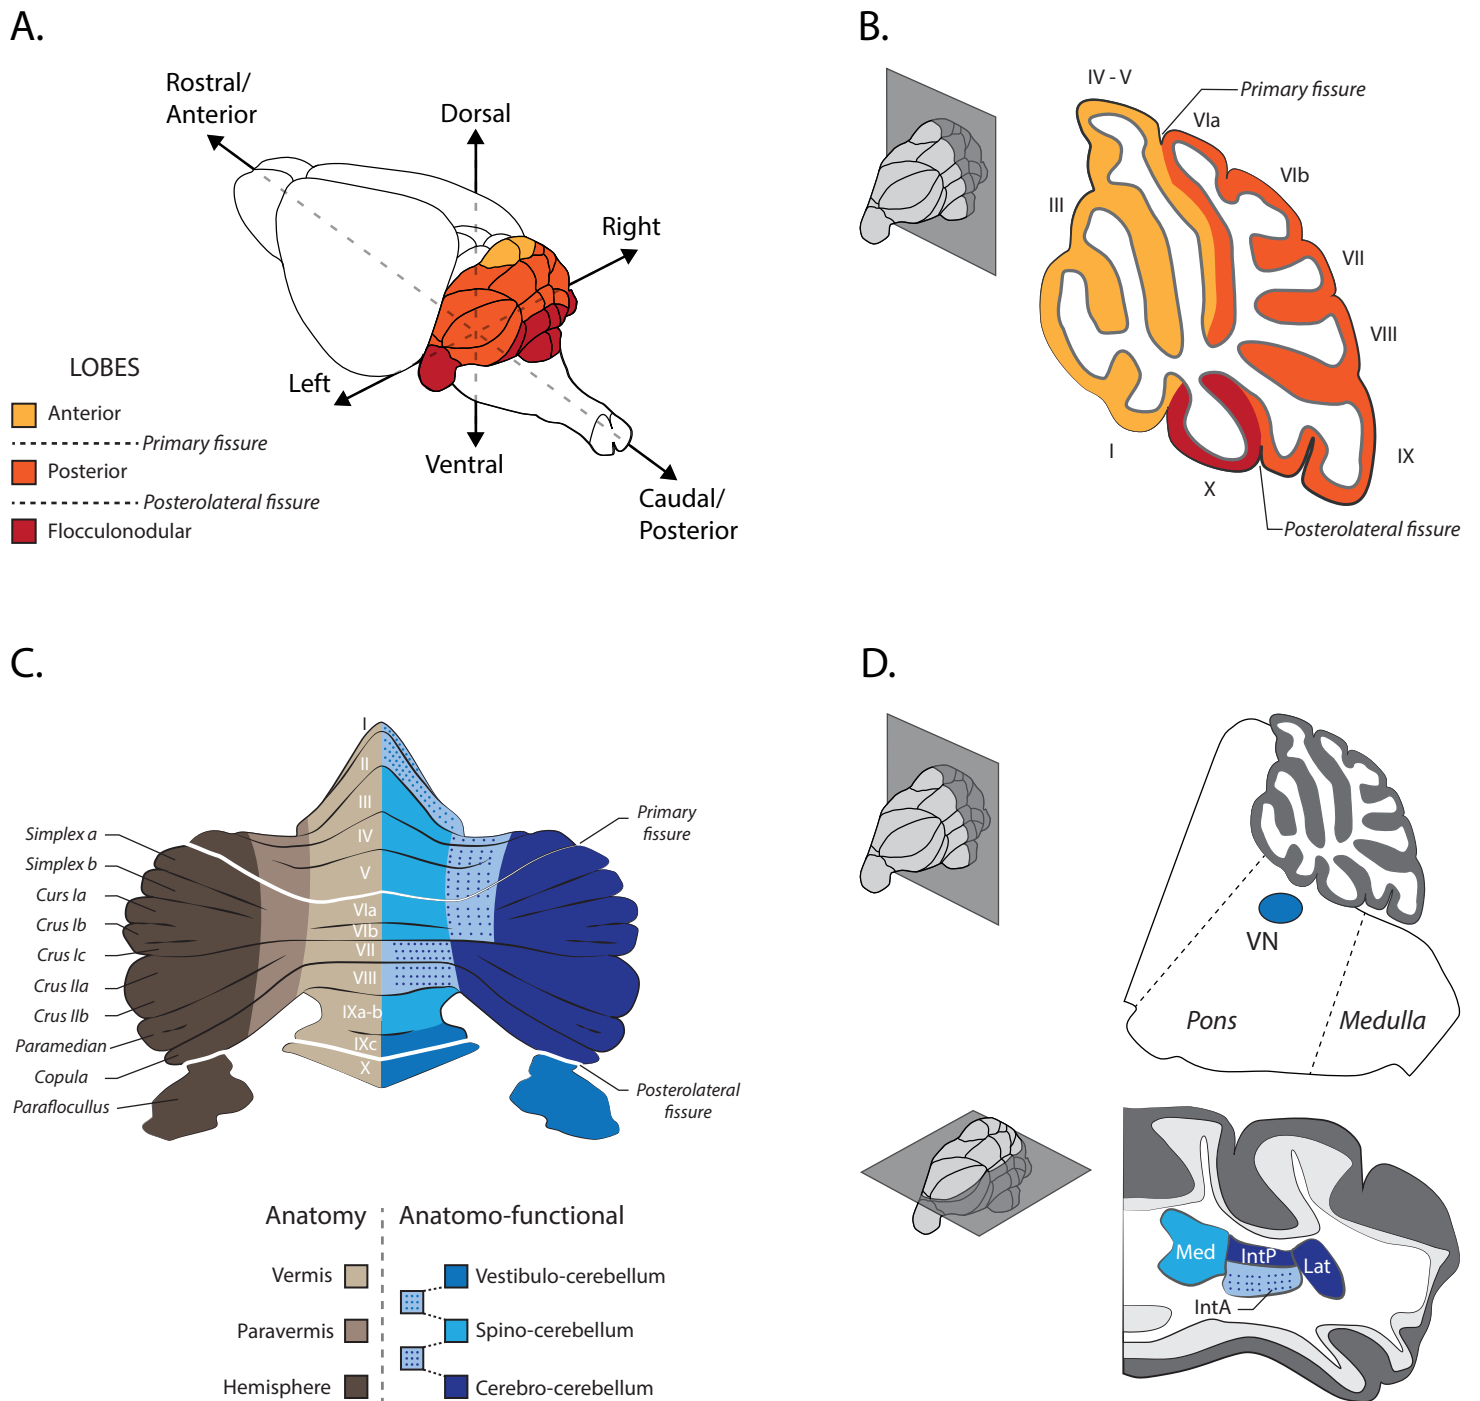 A.
Rostral/
Anterior
Dorsal
Right
Left
Ventral
Caudal/
Posterior
LOBES
Anterior
Primary fissure
Posterior
Posterolateral fissure
Flocculonodular
B.
IV - V
Primary fissure
VIa
VIb
III
VII
VIII
I
IX
X
Posterolateral fissure
C.
I
II
III
IV
V
VIa
VIb
VII
VIII
IXa-b
IXc
X
Primary
fissure
Simplex a
Simplex b
Curs Ia
Crus Ib
Crus Ic
Crus IIa
Crus IIb
Paramedian
Copula
Paraflocullus
Posterolateral
fissure
Anatomy
Anatomo-functional
Vermis
Vestibulo-cerebellum
Paravermis
Spino-cerebellum
Hemisphere
Cerebro-cerebellum
D.
VN
Pons
Medulla
Med
IntP
Lat
IntA